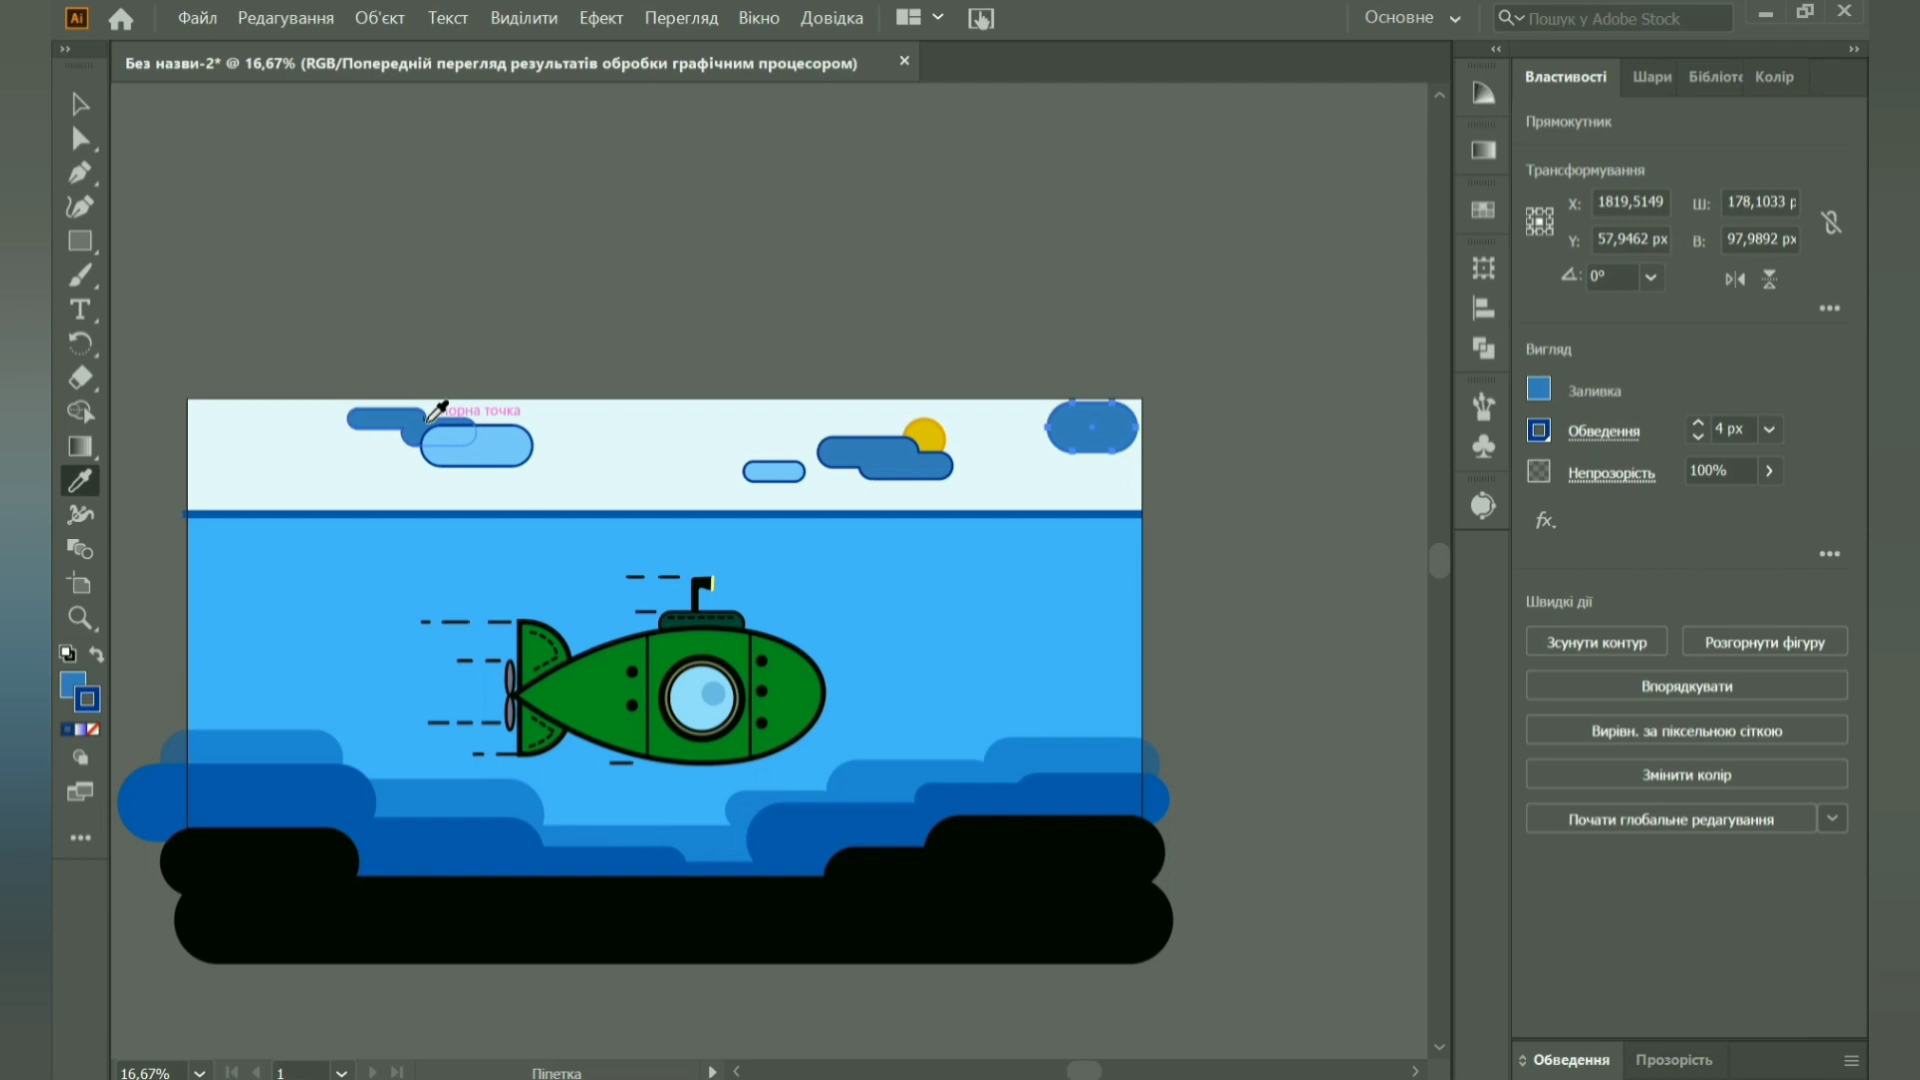 Ai
Файл Редагування Об'єкт Текст Виділити Ефект Перегляд Вікно Довідка
Основне
Пошук у Adobe Stock
Без назви-2* @ 16,67% (RGB/Попередній перегляд результатів обробки графічним процесором)
Властивості Шари Бібліоте Колір
Прямокутник
Трансформування
X: 1819,5149 Ш: 178,1033 p
Y: 57,9462 px В: 97,9892 px
0°
Вигляд
Заливка
Обведення 4 px
Непрозорість 100%
fx.
Швидкі дії
Зсунути контур Розгорнути фігуру
Впорядкувати
Вирівн. за піксельною сіткою
Змінити колір
Почати глобальне редагування
орна точка
16,67% 1 Піпетка
Обведення Прозорість